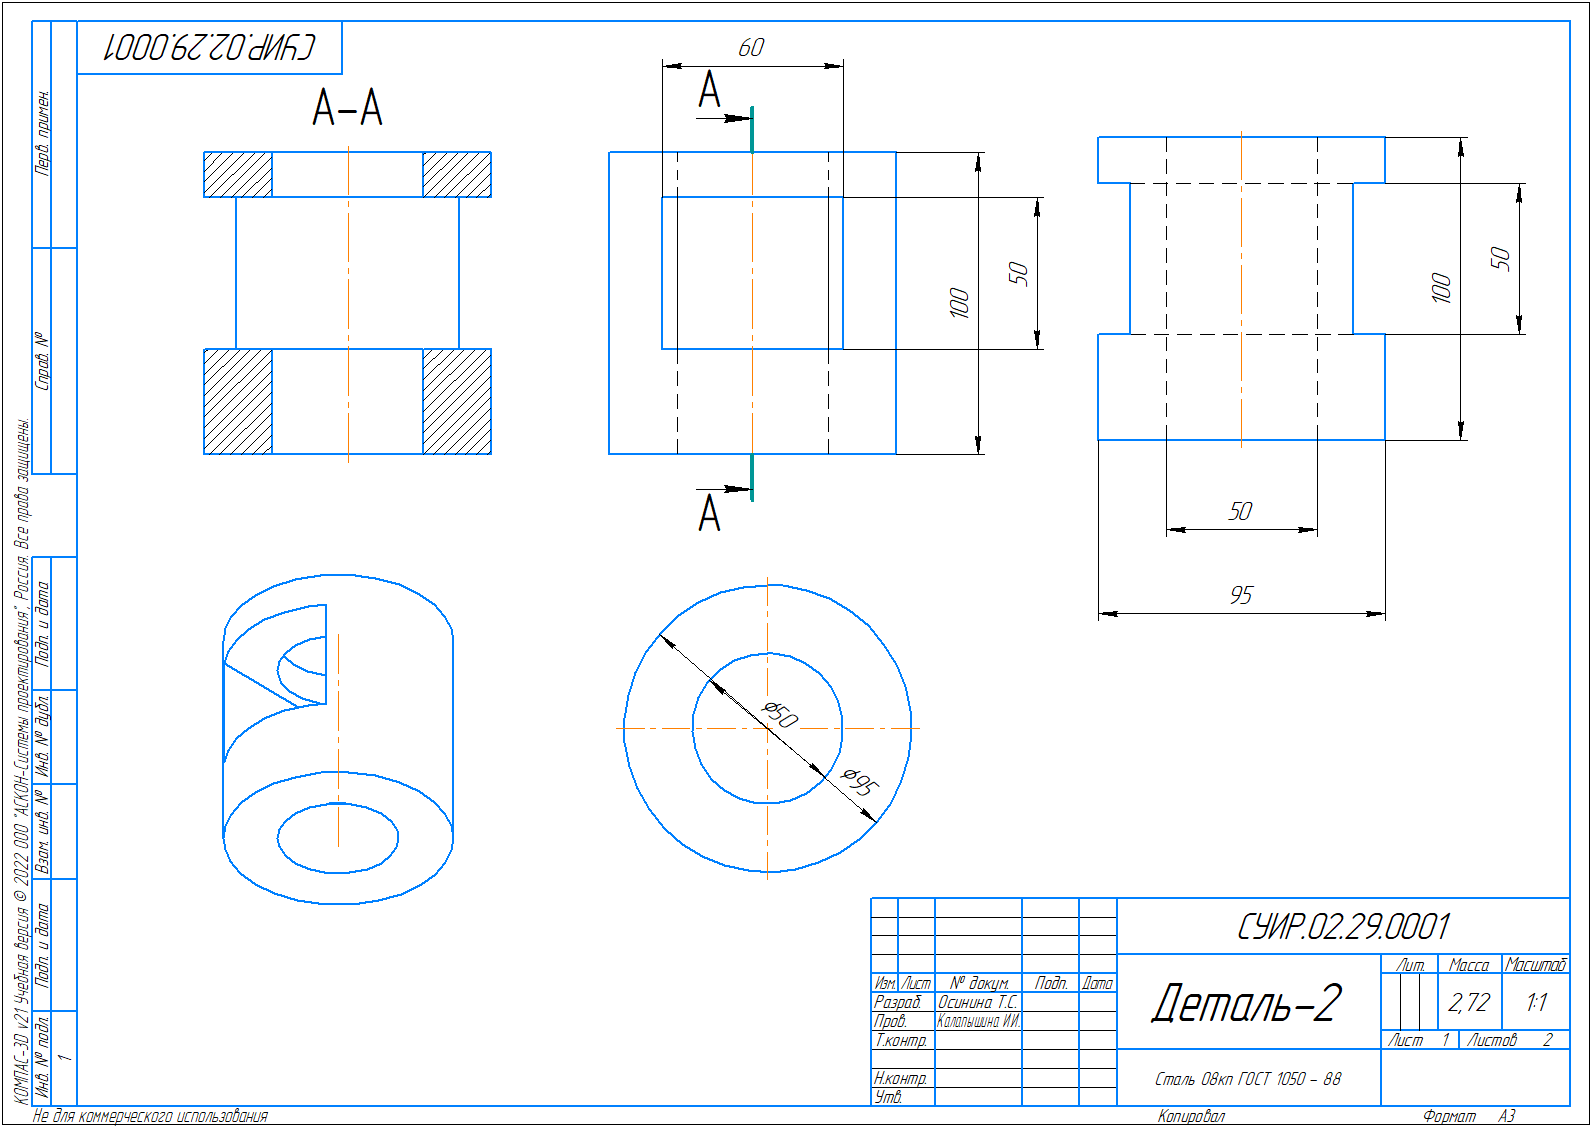 СУИР.02.29.0001
Перв. примен.
Справ. №
Подп. и дата
Инв. № дубл.
Взам. инв. №
Подп. и дата
Инв. № подл.
1
КОМПАС-3D v21 Учебная версия © 2022 ООО "АСКОН-Системы проектирования", Россия. Все права защищены.
А-А
60
А
50
100
А
50
100
50
95
⌀50
⌀95
СУИР.02.29.0001
Лит. Масса Масштаб
Изм. Лист № докум. Подп. Дата
Разраб. Осинина Т.С.
Деталь-2
2,72 1:1
Пров. Калапышина И.И.
Т.контр.
Лист 1 Листов 2
Н.контр.
Сталь 08кп ГОСТ 1050 - 88
Утв.
Не для коммерческого использования
Копировал
Формат А3